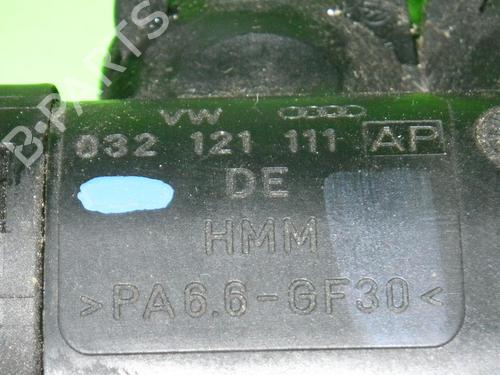 B-PARTS
VW
032 121 111 AP
DE
HMM
>PA6.6-GF30<